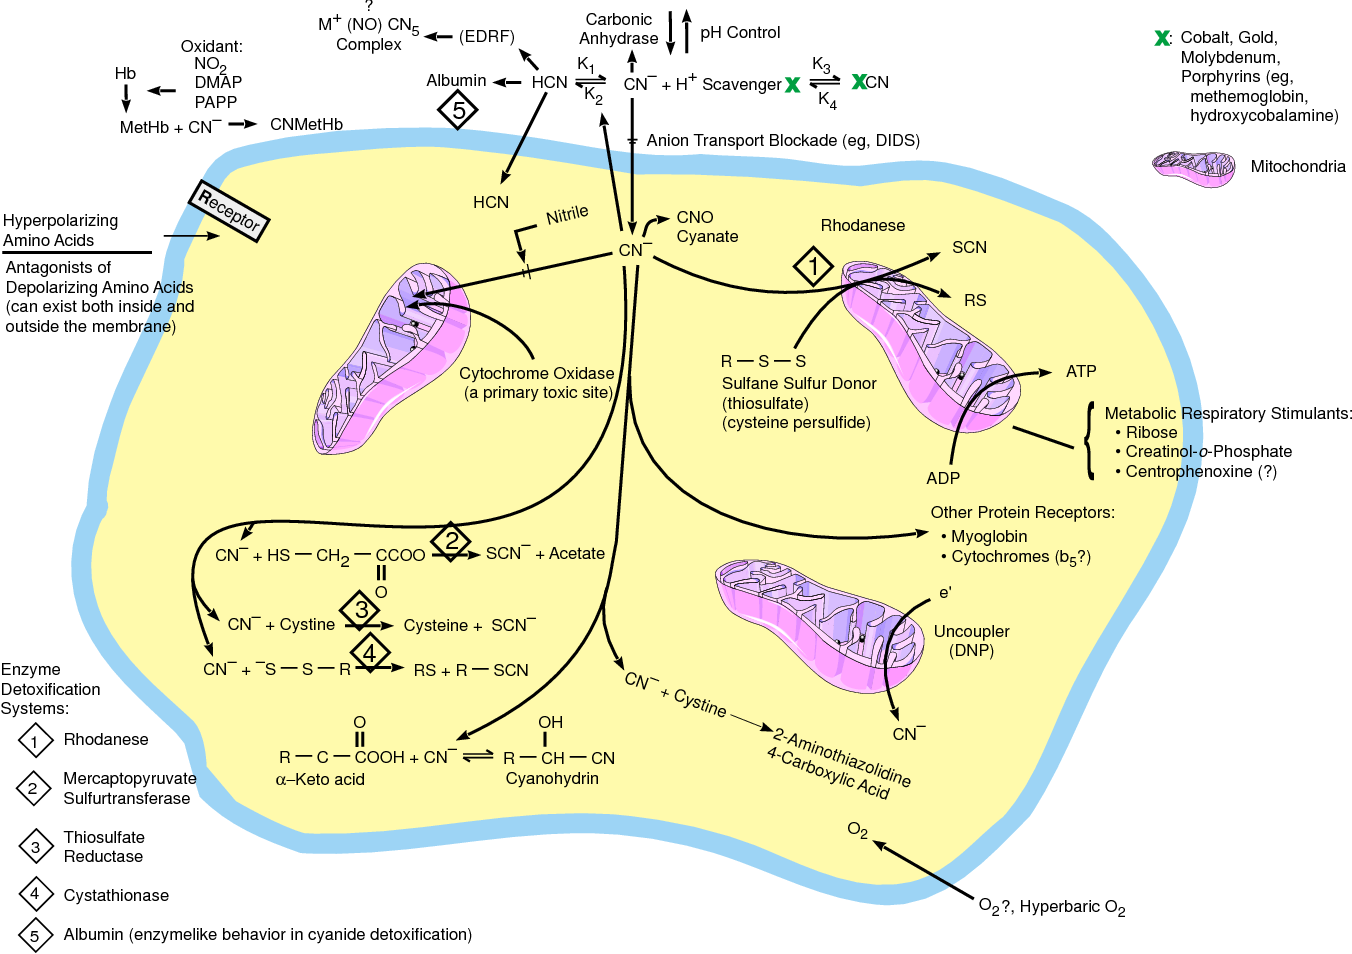 ?
M+ (NO) CN5
Complex
(EDRF)
Carbonic
Anhydrase
pH Control
Oxidant:
NO2
DMAP
PAPP
Hb
MetHb + CN−
CNMetHb
Albumin
5
HCN
K1
K2
CN− + H+ Scavenger X
K3
K4
XCN
X: Cobalt, Gold,
Molybdenum,
Porphyrins (eg,
methemoglobin,
hydroxycobalamine)
Mitochondria
Anion Transport Blockade (eg, DIDS)
HCN
Receptor
Hyperpolarizing
Amino Acids
Antagonists of
Depolarizing Amino Acids
(can exist both inside and
outside the membrane)
Nitrile
CN−
CNO
Cyanate
Rhodanese
1
SCN
RS
R — S — S
Sulfane Sulfur Donor
(thiosulfate)
(cysteine persulfide)
Cytochrome Oxidase
(a primary toxic site)
ATP
ADP
Metabolic Respiratory Stimulants:
• Ribose
• Creatinol-o-Phosphate
• Centrophenoxine (?)
Other Protein Receptors:
• Myoglobin
• Cytochromes (b5?)
CN− + HS — CH2 — CCOO
O
2
SCN− + Acetate
CN− + Cystine
3
Cysteine + SCN−
CN− + −S — S — R
4
RS + R — SCN
e'
Uncoupler
(DNP)
CN−
CN− + Cystine
2-Aminothiazolidine
4-Carboxylic Acid
O
R — C — COOH + CN−
α–Keto acid
OH
R — CH — CN
Cyanohydrin
O2
O2?, Hyperbaric O2
Enzyme
Detoxification
Systems:
1 Rhodanese
2 Mercaptopyruvate
Sulfurtransferase
3 Thiosulfate
Reductase
4 Cystathionase
5 Albumin (enzymelike behavior in cyanide detoxification)